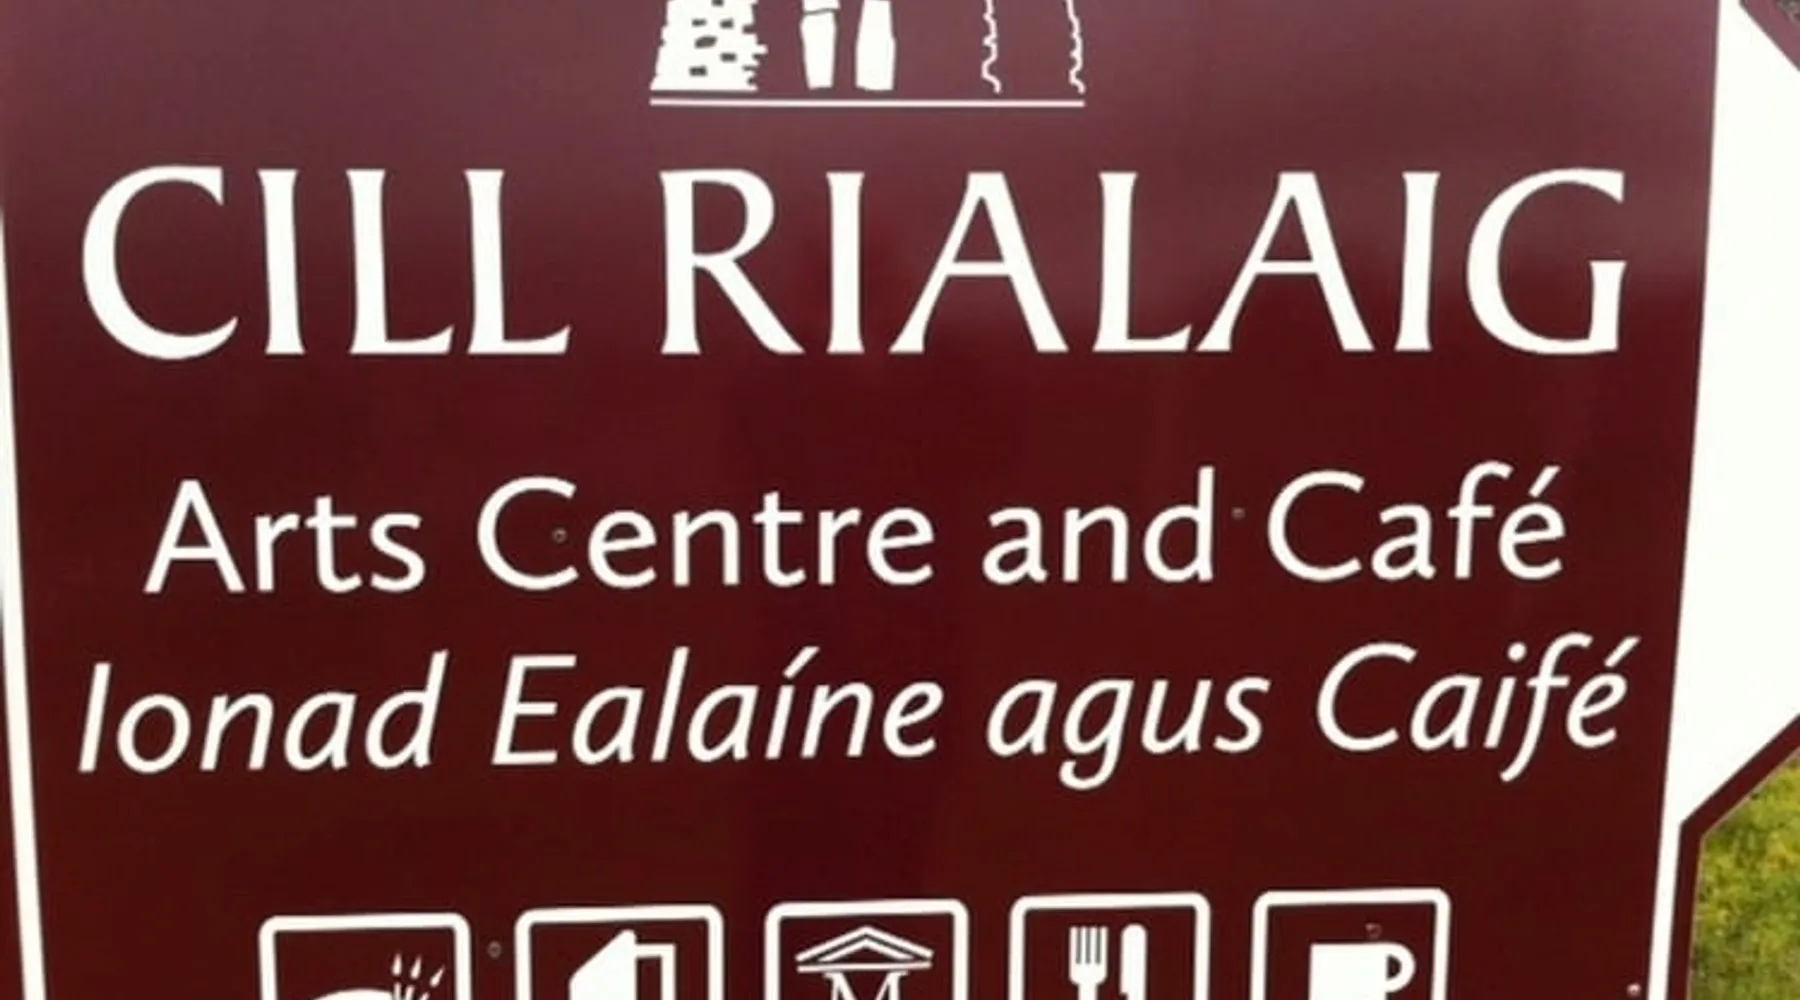 CILL RIALAIG
Arts Centre and Café
Ionad Ealaíne agus Caifé
M